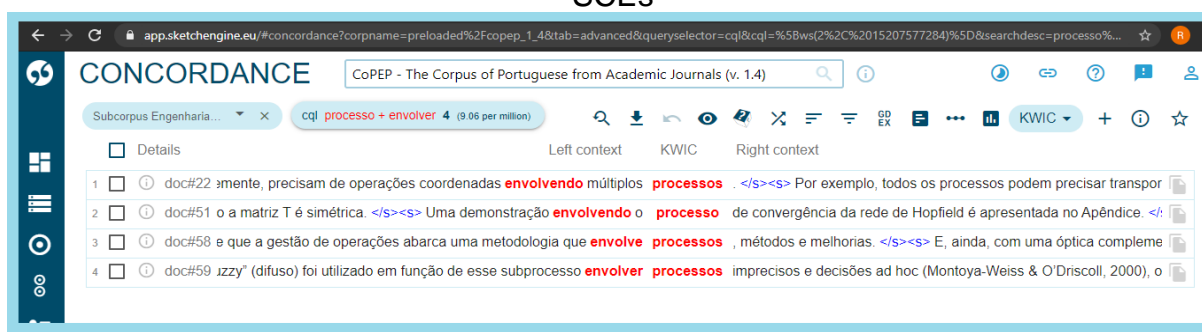 app.sketchengine.eu/#concordance?corpname=preloaded%2Fcopep_1_4&tab=advanced&queryselector=cql&cql=%5Bws(2%2C%2015207577284)%5D&searchdesc=processo%... R
CONCORDANCE CoPEP - The Corpus of Portuguese from Academic Journals (v. 1.4)
Subcorpus Engenharia... cql processo + envolver 4 (9.06 per million) GD EX KWIC
Details Left context KWIC Right context
1 doc#22 emente, precisam de operações coordenadas envolvendo múltiplos processos . </s><s> Por exemplo, todos os processos podem precisar transpor
2 doc#51 o a matriz T é simétrica. </s><s> Uma demonstração envolvendo o processo de convergência da rede de Hopfield é apresentada no Apêndice. </
3 doc#58 e que a gestão de operações abarca uma metodologia que envolve processos , métodos e melhorias. </s><s> E, ainda, com uma óptica compleme
4 doc#59 uzzy” (difuso) foi utilizado em função de esse subprocesso envolver processos imprecisos e decisões ad hoc (Montoya-Weiss & O’Driscoll, 2000), o